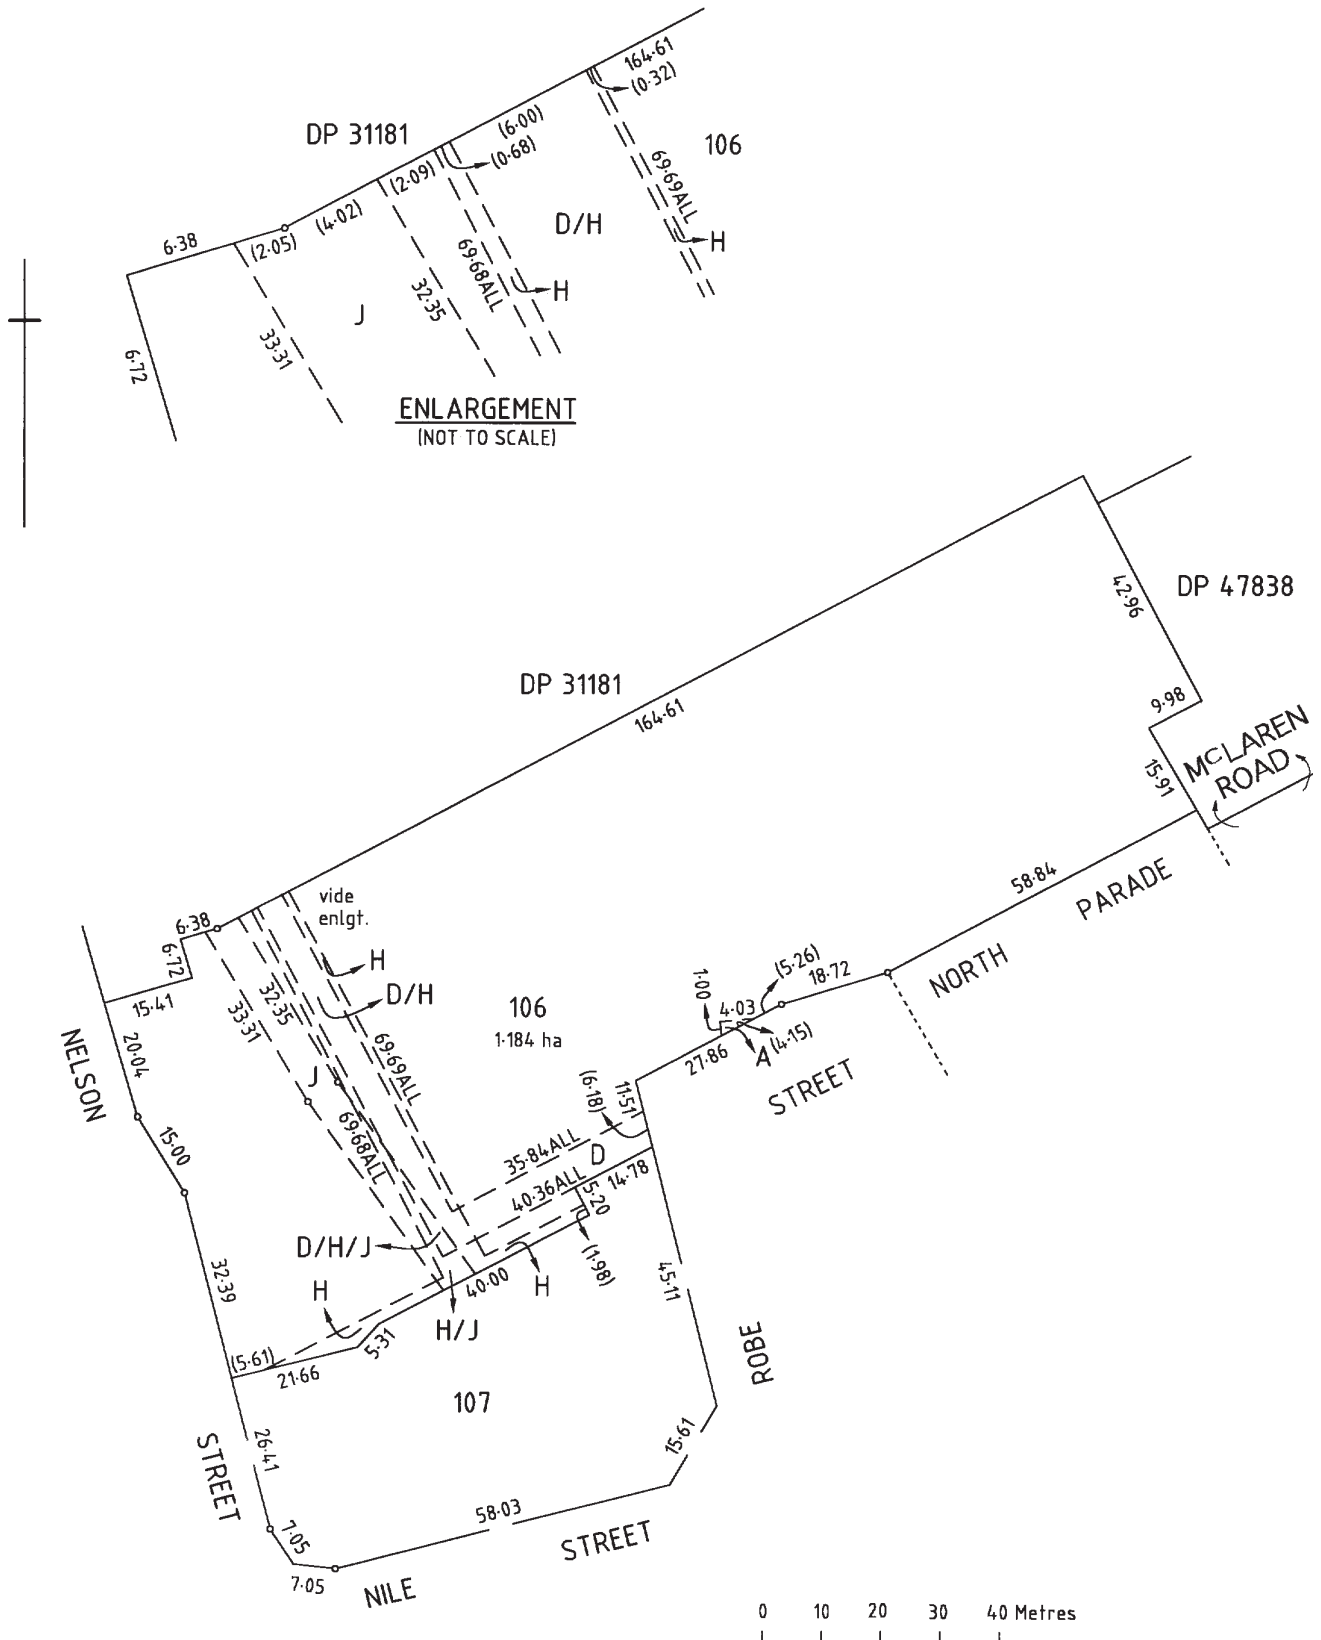 164·61
(0·32)
(6·00)
DP 31181
(0·68)
106
(2·09)
69·69ALL
(4·02)
D/H
6·38
(2·05)
H
69·68ALL
H
32·35
J
33·31
6·72
ENLARGEMENT
(NOT TO SCALE)
42·96
DP 47838
DP 31181
164·61
9·98
McLAREN
ROAD
15·91
58·84
PARADE
vide
enlgt.
6·38
6·72
H
(5·26)
18·72
NORTH
D/H
1·00
15·41
32·35
33·31
106
1·184 ha
4·03
A
(4·15)
27·86
STREET
20·04
NELSON
69·69ALL
J
(6·18)
11·51
15·00
69·68ALL
35·84ALL
D
40·36ALL
14·78
5·20
D/H/J
(1·98)
32·39
H
40·00
H
45·11
H/J
5·31
(5·61)
21·66
ROBE
107
STREET
26·41
15·61
58·03
7·05
STREET
7·05
NILE
0 10 20 30 40 Metres